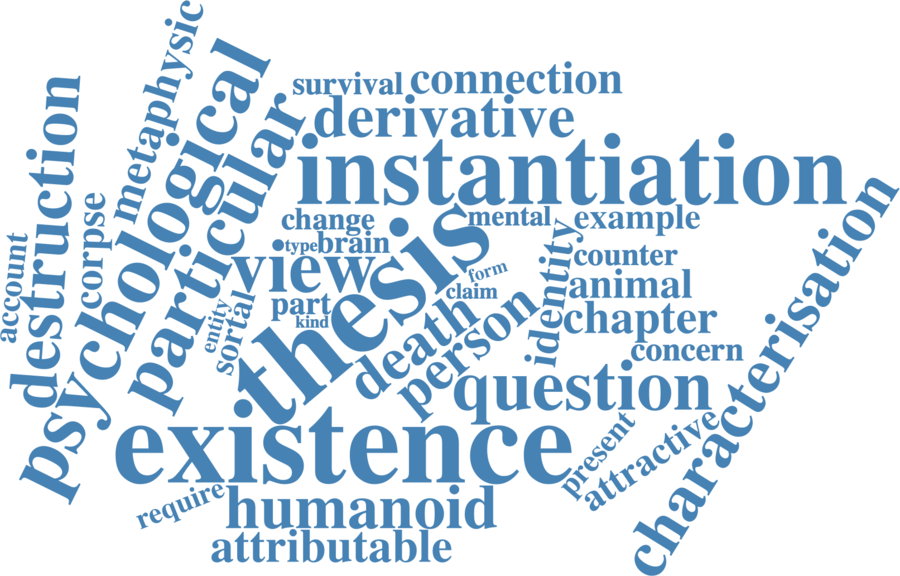 metaphysic
survival
connection
derivative
psychological
destruction
particular
instantiation
corpse
change
mental
example
account
type
brain
view
thesis
form
claim
identity
counter
animal
entity
sortal
part
kind
death
person
chapter
concern
characterisation
question
existence
present
attractive
require
humanoid
attributable